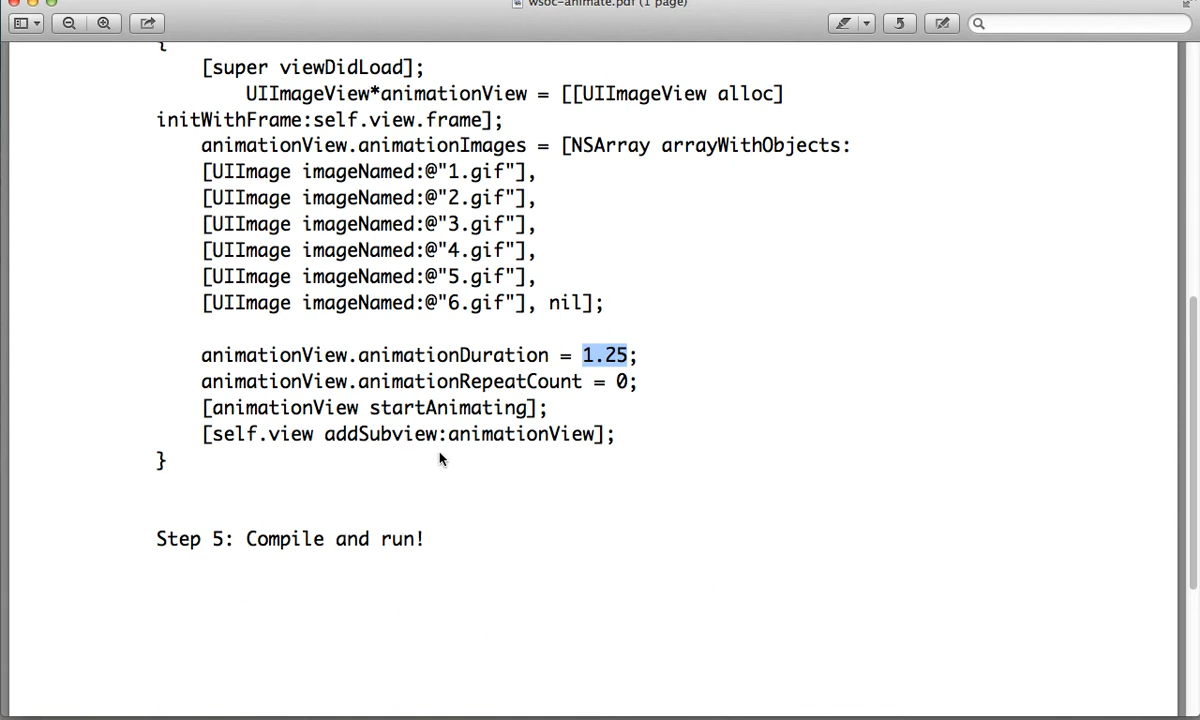 wsoc-animate.pdf (1 page)
{
[super viewDidLoad];
UIImageView*animationView = [[UIImageView alloc]
initWithFrame:self.view.frame];
animationView.animationImages = [NSArray arrayWithObjects:
[UIImage imageNamed:@"1.gif"],
[UIImage imageNamed:@"2.gif"],
[UIImage imageNamed:@"3.gif"],
[UIImage imageNamed:@"4.gif"],
[UIImage imageNamed:@"5.gif"],
[UIImage imageNamed:@"6.gif"], nil];
animationView.animationDuration = 1.25;
animationView.animationRepeatCount = 0;
[animationView startAnimating];
[self.view addSubview:animationView];
}
Step 5: Compile and run!